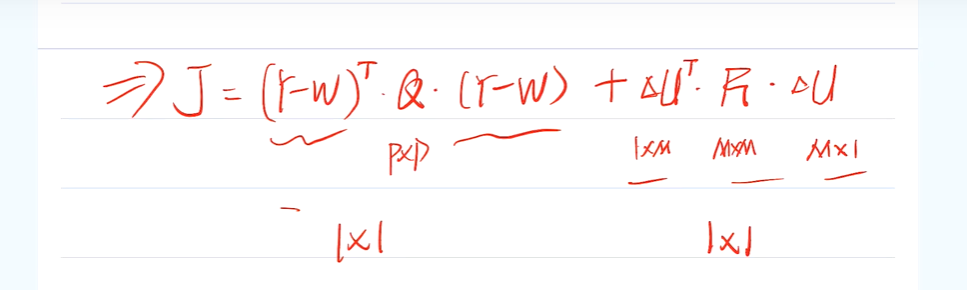 ⇒ J = (Y-W)ᵀ · Q · (Y-W) + ΔUᵀ · R · ΔU
P×P 1×M M×M M×1
1×1 1×1